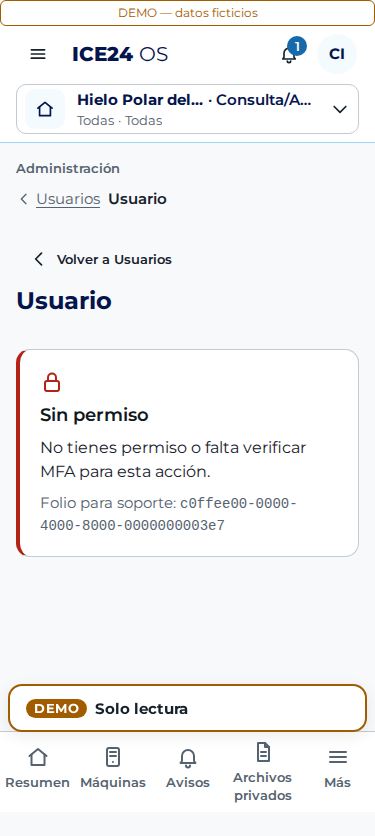 DEMO — datos ficticios
ICE24 OS
1
CI
Hielo Polar del... · Consulta/A...
Todas · Todas
Administración
Usuarios Usuario
Volver a Usuarios
Usuario
Sin permiso
No tienes permiso o falta verificar
MFA para esta acción.
Folio para soporte: c0ffee00-0000-
4000-8000-0000000003e7
DEMO Solo lectura
Resumen
Máquinas
Avisos
Archivos
privados
Más